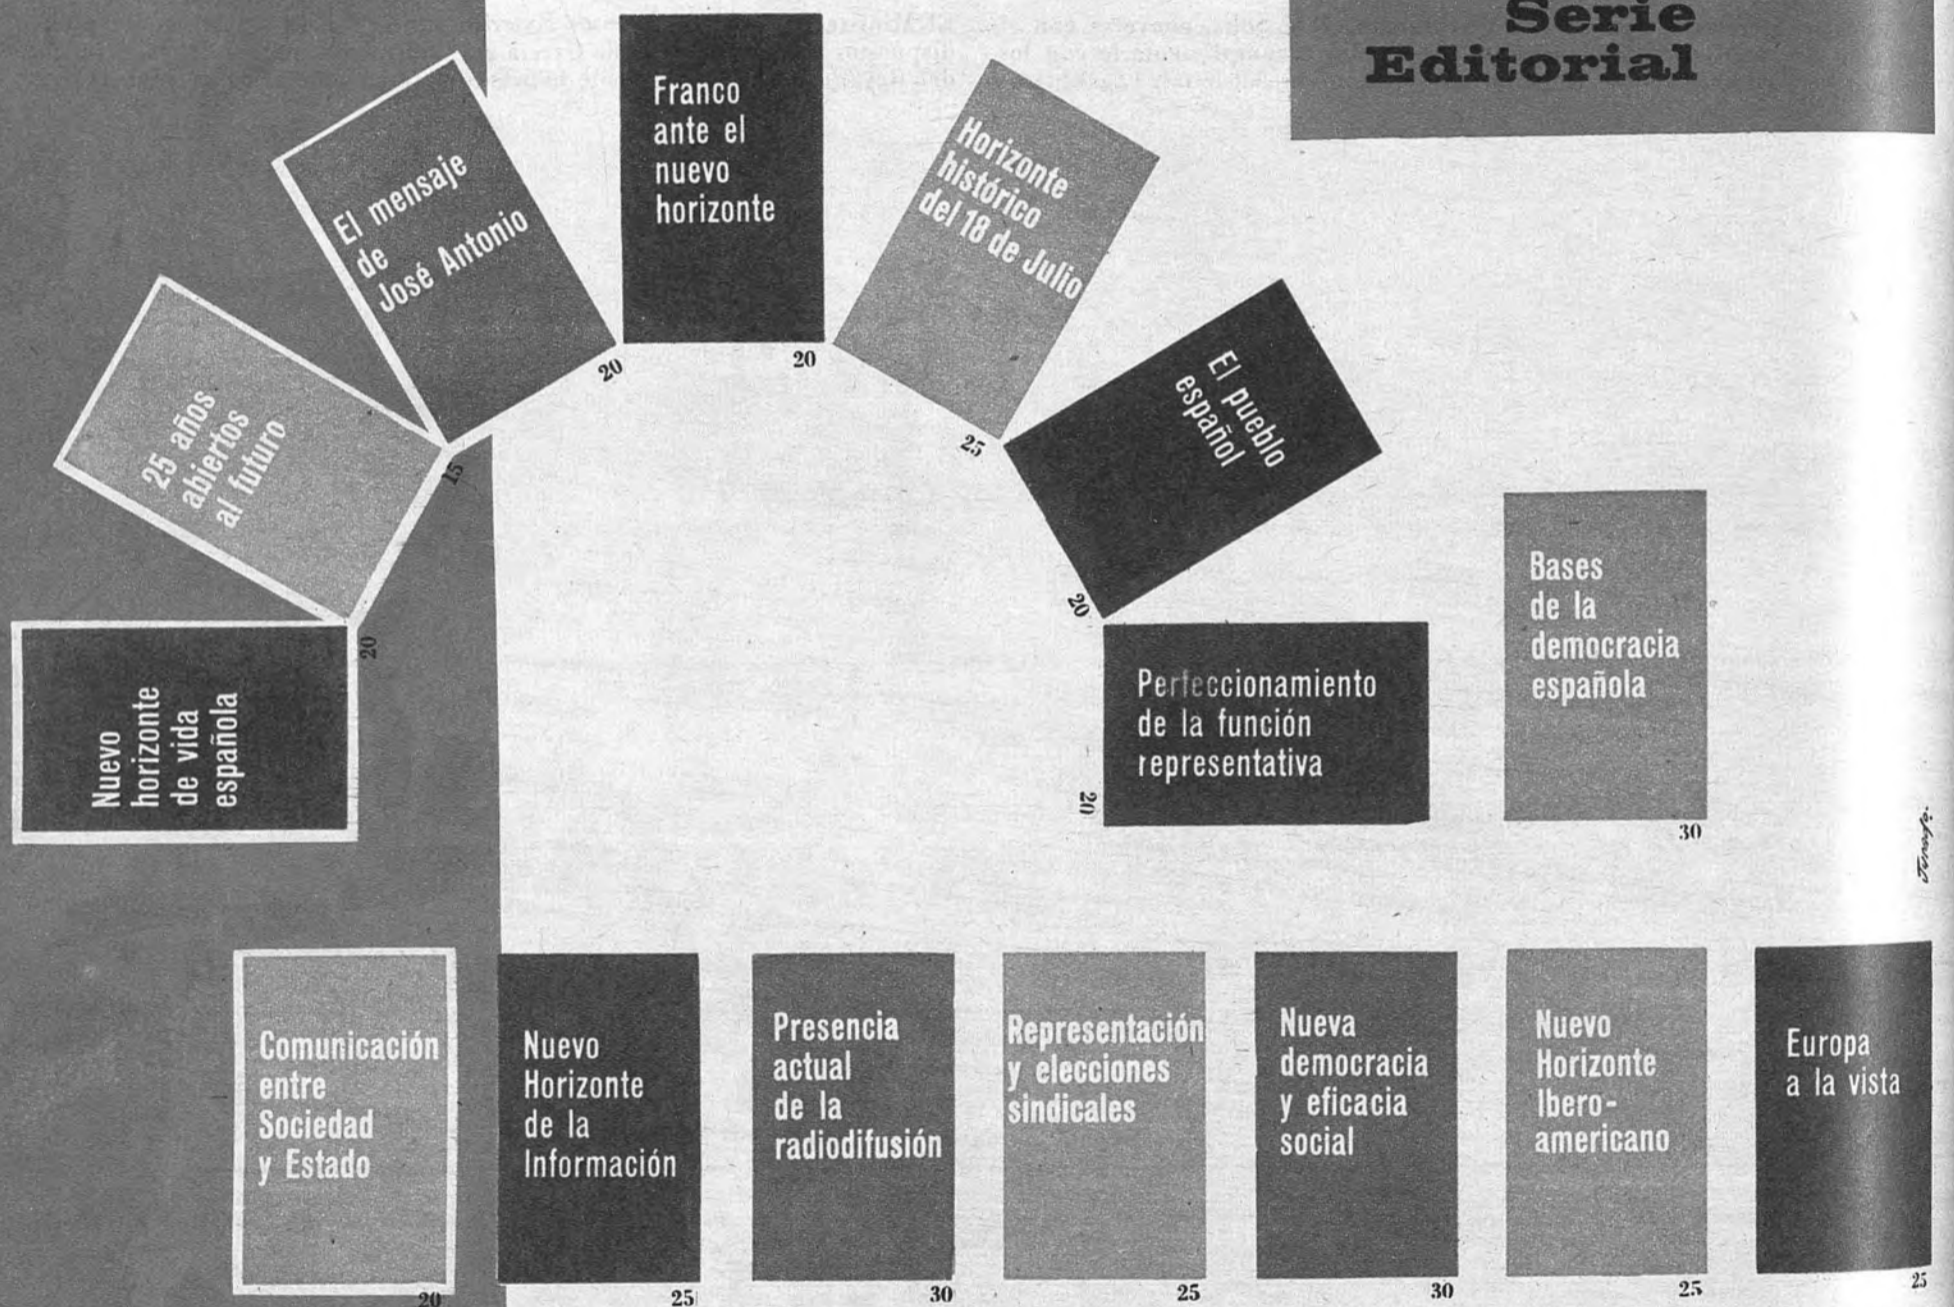 Serie
Editorial
Nuevo
horizonte
de vida
española
20
25 años
abiertos
al futuro
15
El mensaje
de
José Antonio
20
Franco
ante el
nuevo
horizonte
20
Horizonte
histórico
del 18 de Julio
25
El pueblo
español
20
Perfeccionamiento
de la función
representativa
20
Bases
de la
democracia
española
30
Comunicación
entre
Sociedad
y Estado
20
Nuevo
Horizonte
de la
Información
25
Presencia
actual
de la
radiodifusión
30
Representación
y elecciones
sindicales
25
Nueva
democracia
y eficacia
social
30
Nuevo
Horizonte
Ibero-
americano
25
Europa
a la vista
25